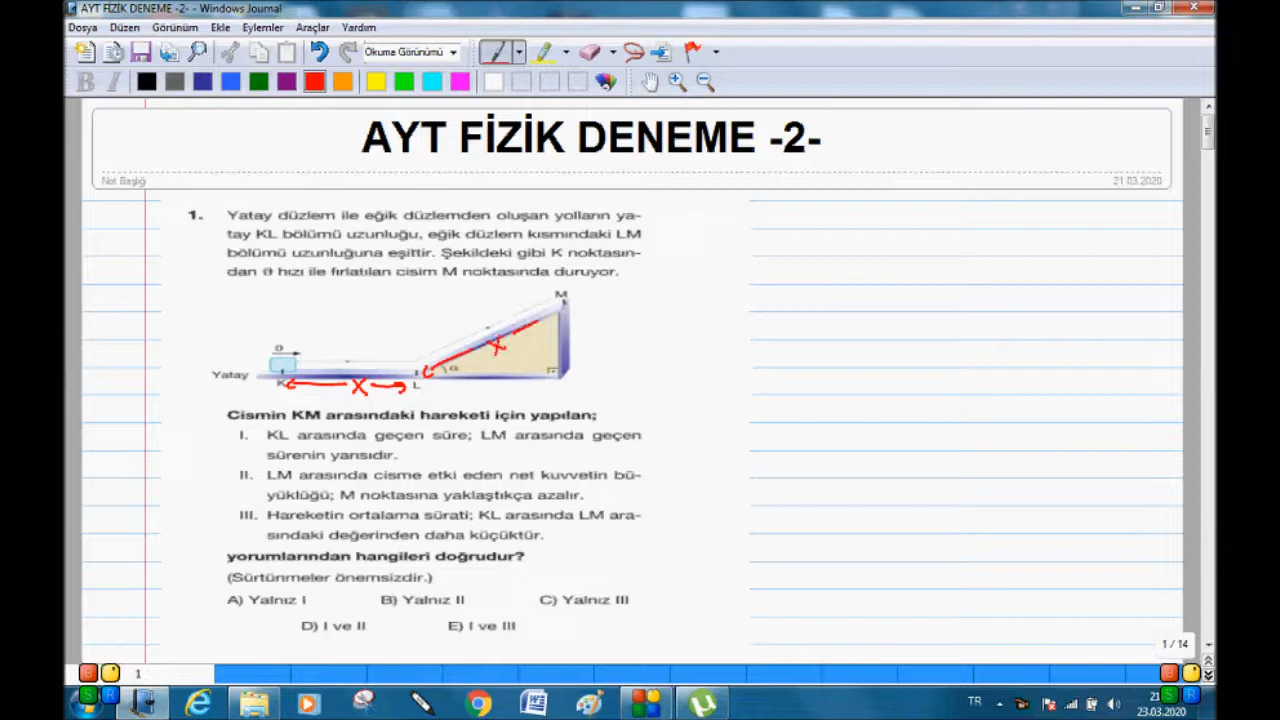 AYT FİZİK DENEME -2- - Windows Journal
Dosya Düzen Görünüm Ekle Eylemler Araçlar Yardım
Okuma Görünümü
B I
AYT FİZİK DENEME -2-
Not Başlığı 21.03.2020
1. Yatay düzlem ile eğik düzlemden oluşan yolların ya-
tay KL bölümü uzunluğu, eğik düzlem kısmındaki LM
bölümü uzunluğuna eşittir. Şekildeki gibi K noktasın-
dan ϑ hızı ile fırlatılan cisim M noktasında duruyor.
M
ϑ
X
α
Yatay
K X L
Cismin KM arasındaki hareketi için yapılan;
I. KL arasında geçen süre; LM arasında geçen
sürenin yarısıdır.
II. LM arasında cisme etki eden net kuvvetin bü-
yüklüğü; M noktasına yaklaştıkça azalır.
III. Hareketin ortalama sürati; KL arasında LM ara-
sındaki değerinden daha küçüktür.
yorumlarından hangileri doğrudur?
(Sürtünmeler önemsizdir.)
A) Yalnız I B) Yalnız II C) Yalnız III
D) I ve II E) I ve III
1 / 14
1
S R
TR
S R
21
23.03.2020